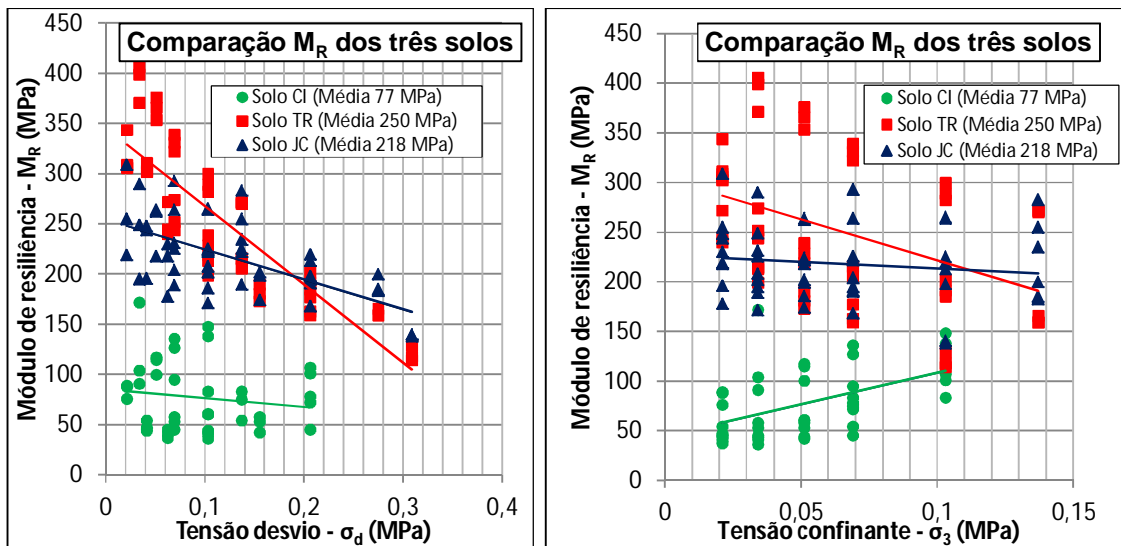 Comparação MR dos três solos
Módulo de resiliência - MR (MPa)
450
400
350
300
250
200
150
100
50
0
Solo CI (Média 77 MPa)
Solo TR (Média 250 MPa)
Solo JC (Média 218 MPa)
0
0,1
0,2
0,3
0,4
Tensão desvio - σd (MPa)
Comparação MR dos três solos
Módulo de resiliência - MR (MPa)
450
400
350
300
250
200
150
100
50
0
Solo CI (Média 77 MPa)
Solo TR (Média 250 MPa)
Solo JC (Média 218 MPa)
0
0,05
0,1
0,15
Tensão confinante - σ3 (MPa)